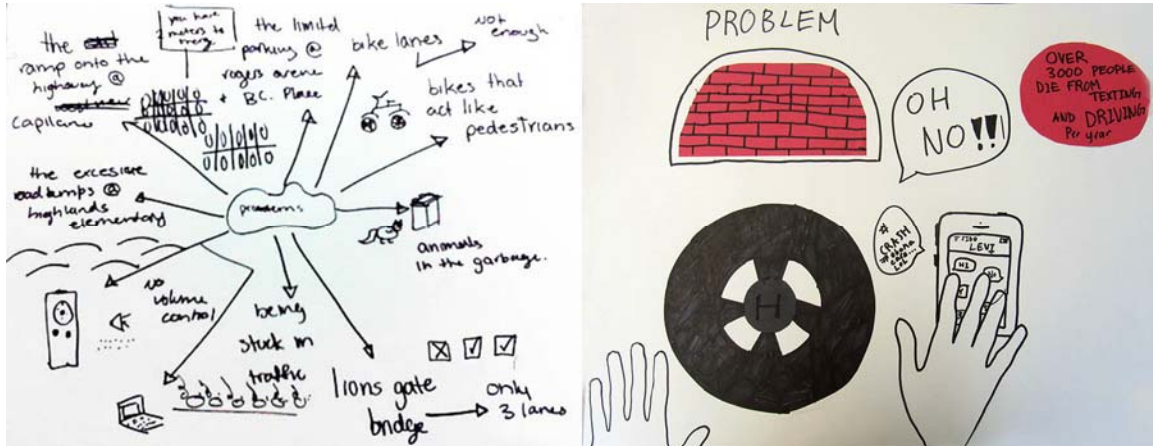 you have
2 meters to
merge
the
ramp onto the
highway @
capilano
the limited
parking @
rogers arena
+ B.C. Place
bike lanes
not
enough
bikes that
act like
pedestrians
the excessive
road bumps @
highlands
elementary
problems
animals
in the garbage.
no
volume
control
being
stuck in
traffic
lions gate
bridge
only
3 lanes
PROBLEM
OH
NO!!!
OVER
3000 PEOPLE
DIE FROM
TEXTING
AND DRIVING
Per year
#
CRASH
LOL
H
LEVI
HI